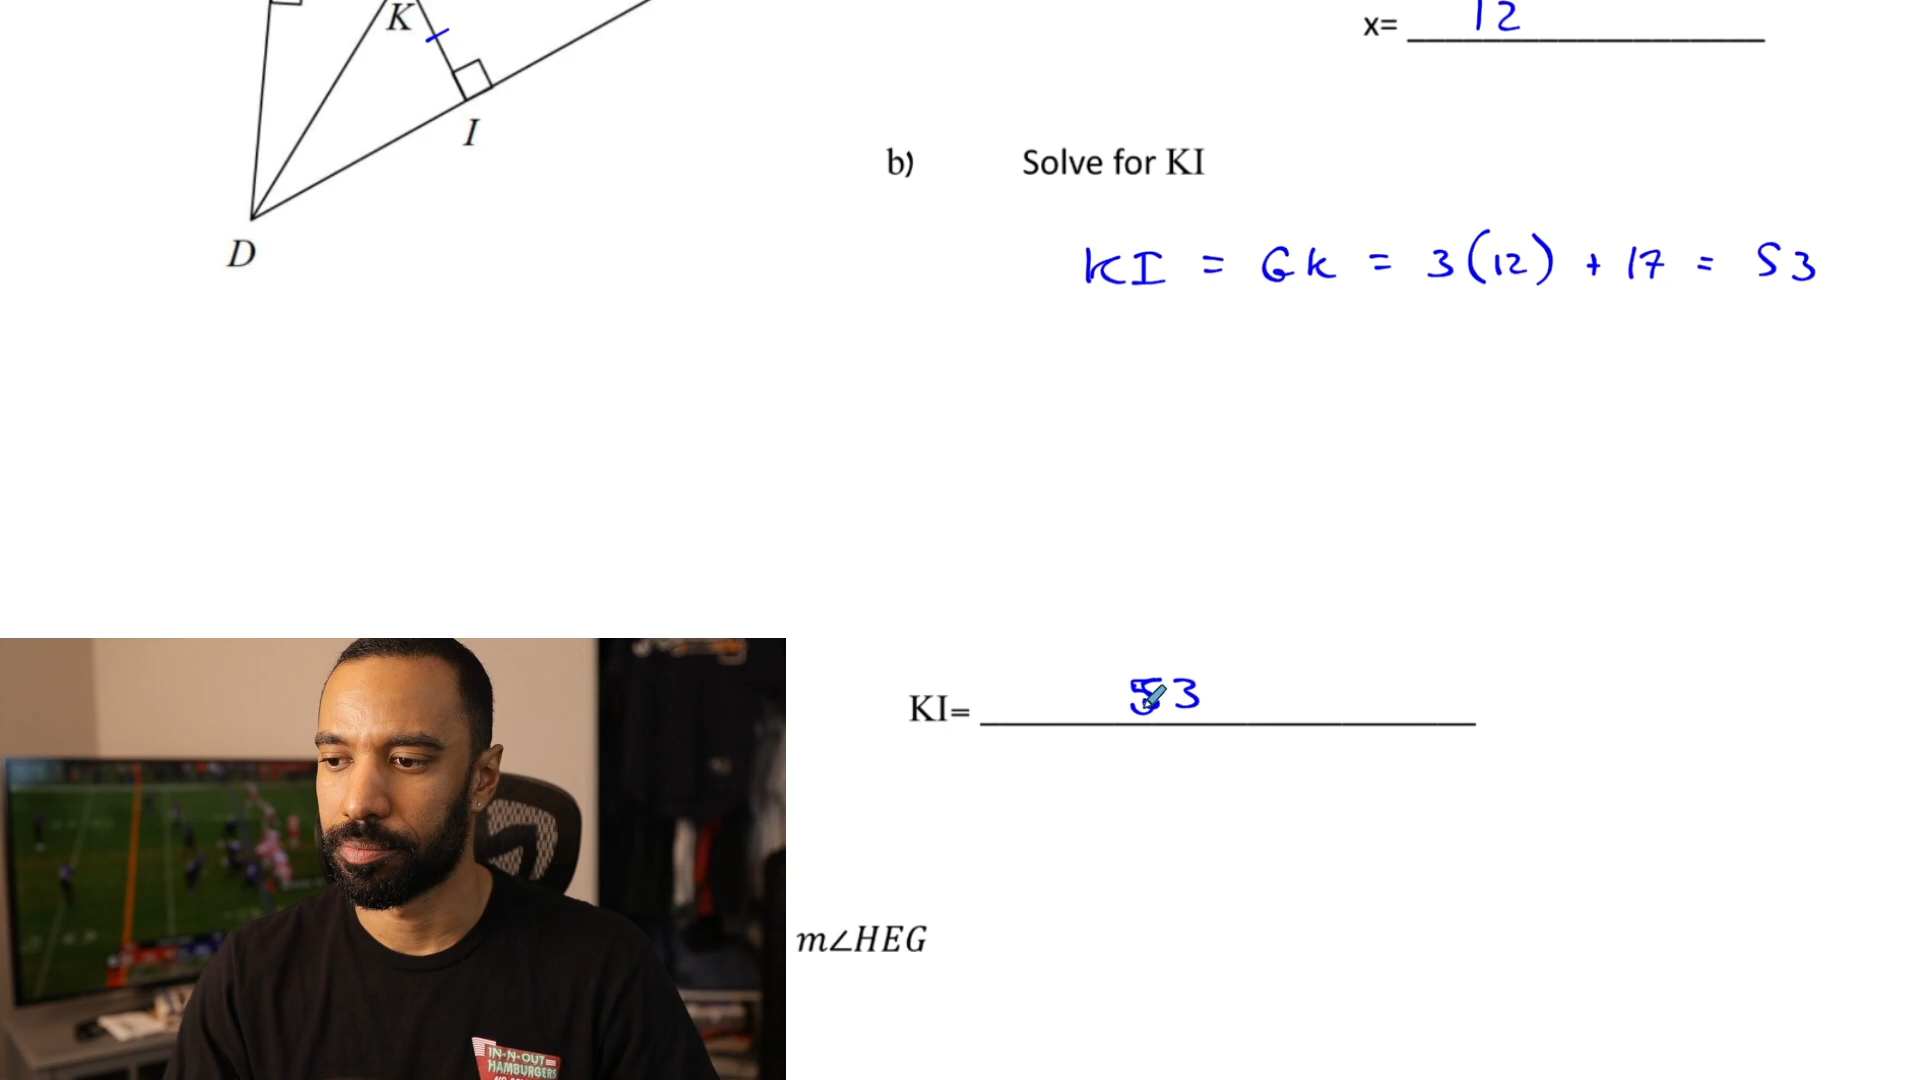 K
x= 12
I
b) Solve for KI
D
KI = GK = 3(12) + 17 = 53
KI= 53
m∠HEG
IN-N-OUT
HAMBURGERS